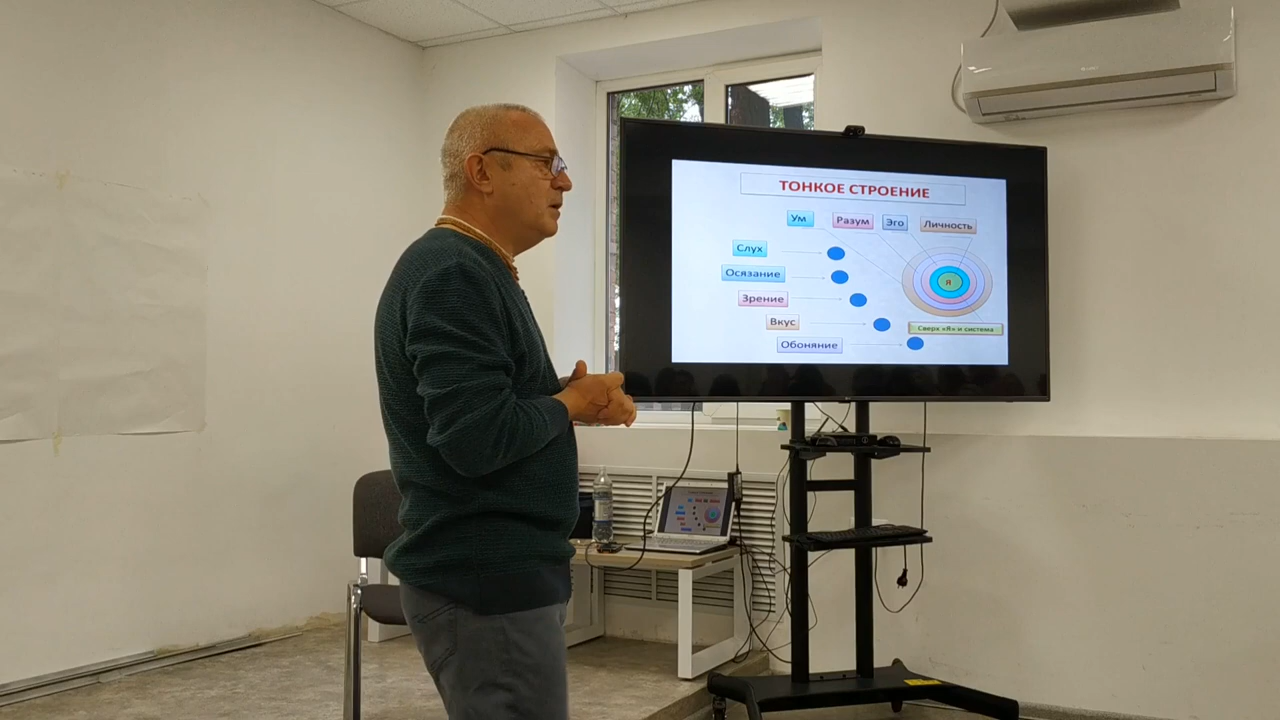 ТОНКОЕ СТРОЕНИЕ
Ум
Разум
Эго
Личность
Слух
Осязание
Зрение
Вкус
Обоняние
Я
Сверх «Я» и система